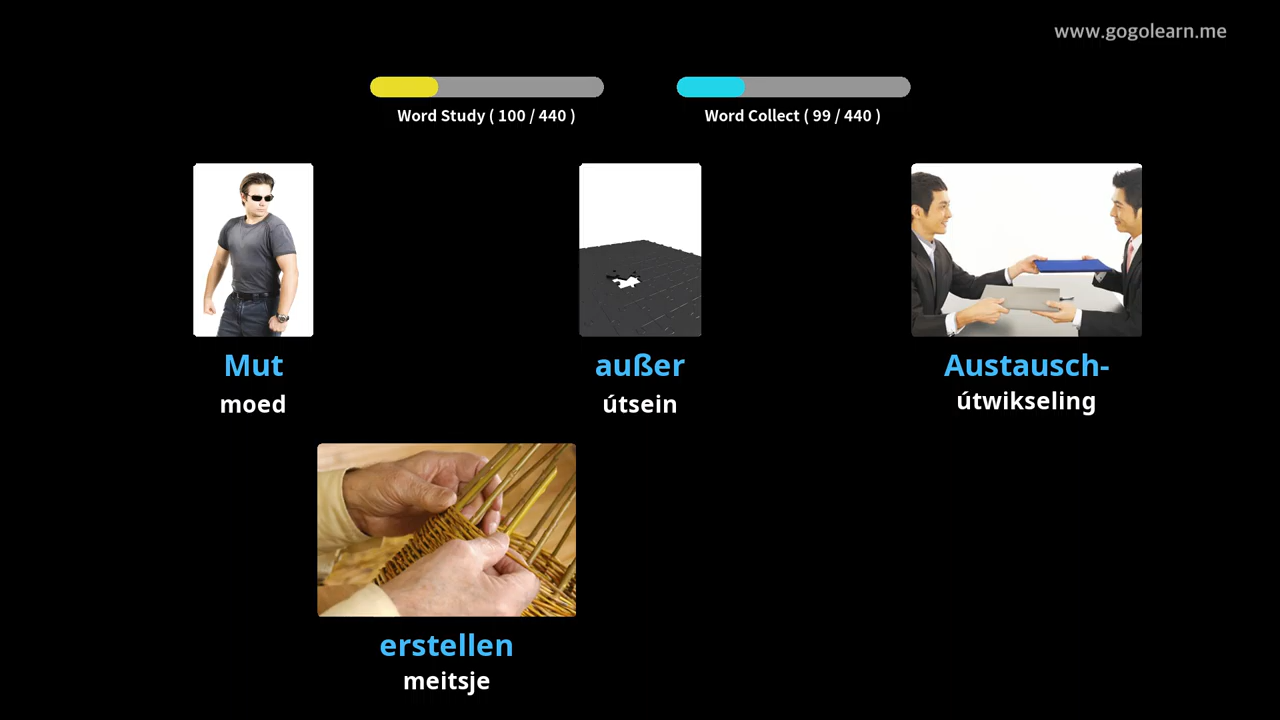 www.gogolearn.me
Word Study ( 100 / 440 )
Word Collect ( 99 / 440 )
Mut
moed
außer
útsein
Austausch-
útwikseling
erstellen
meitsje